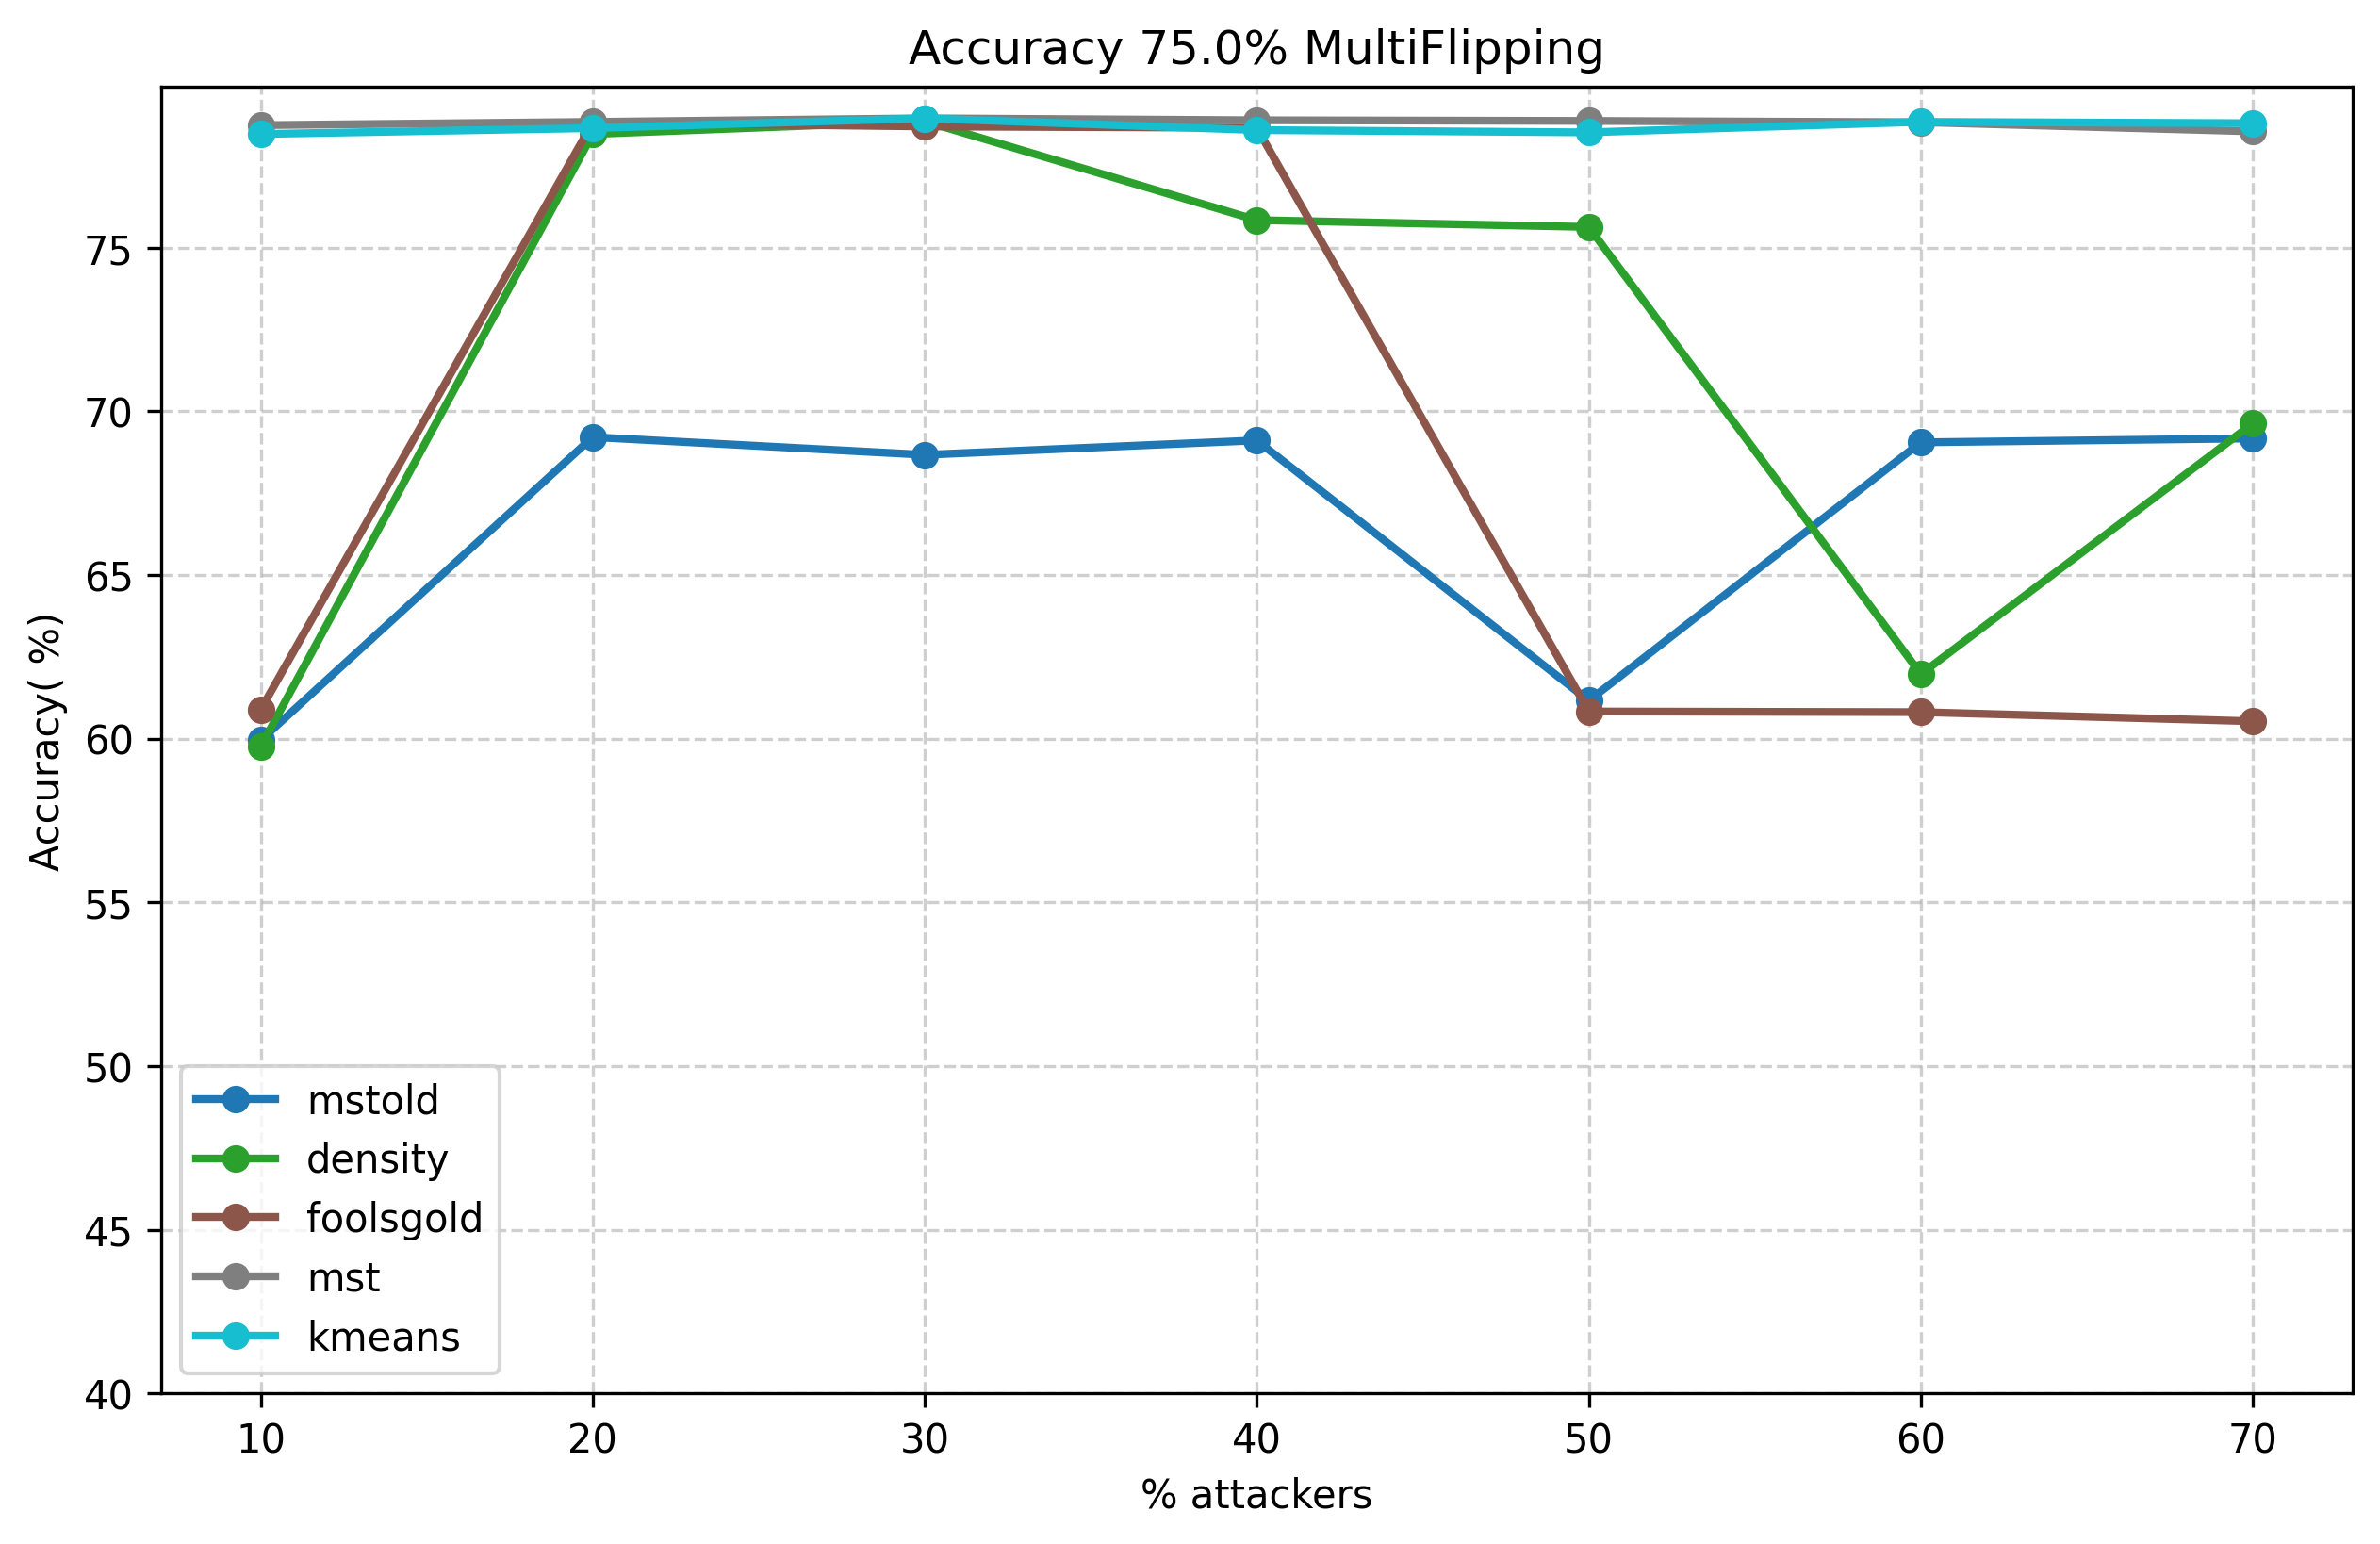 Accuracy 75.0% MultiFlipping
Accuracy( %)
75
70
65
60
55
50
45
40
mstold
density
foolsgold
mst
kmeans
10 20 30 40 50 60 70
% attackers